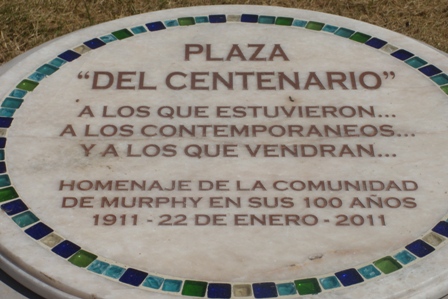 PLAZA
“DEL CENTENARIO”
A LOS QUE ESTUVIERON...
A LOS CONTEMPORANEOS...
Y A LOS QUE VENDRAN...
HOMENAJE DE LA COMUNIDAD
DE MURPHY EN SUS 100 AÑOS
1911 - 22 DE ENERO - 2011